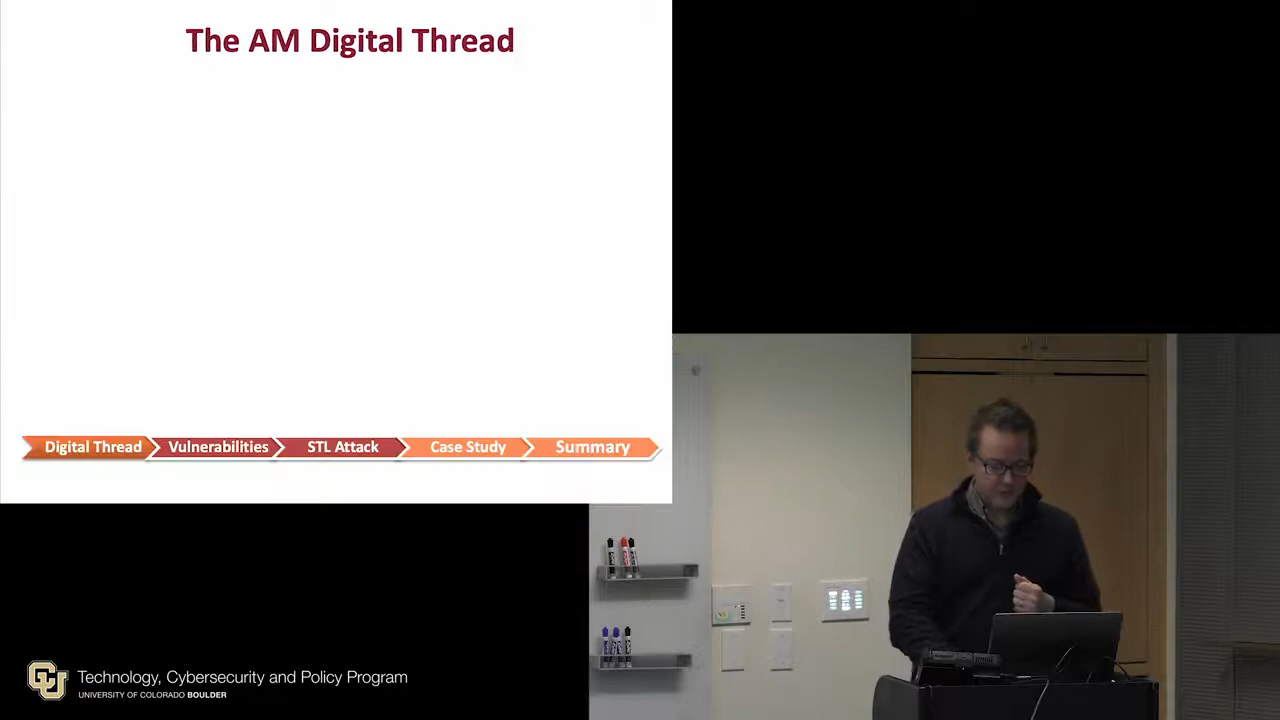 The AM Digital Thread
Digital Thread
Vulnerabilities
STL Attack
Case Study
Summary
CU
Technology, Cybersecurity and Policy Program
UNIVERSITY OF COLORADO BOULDER